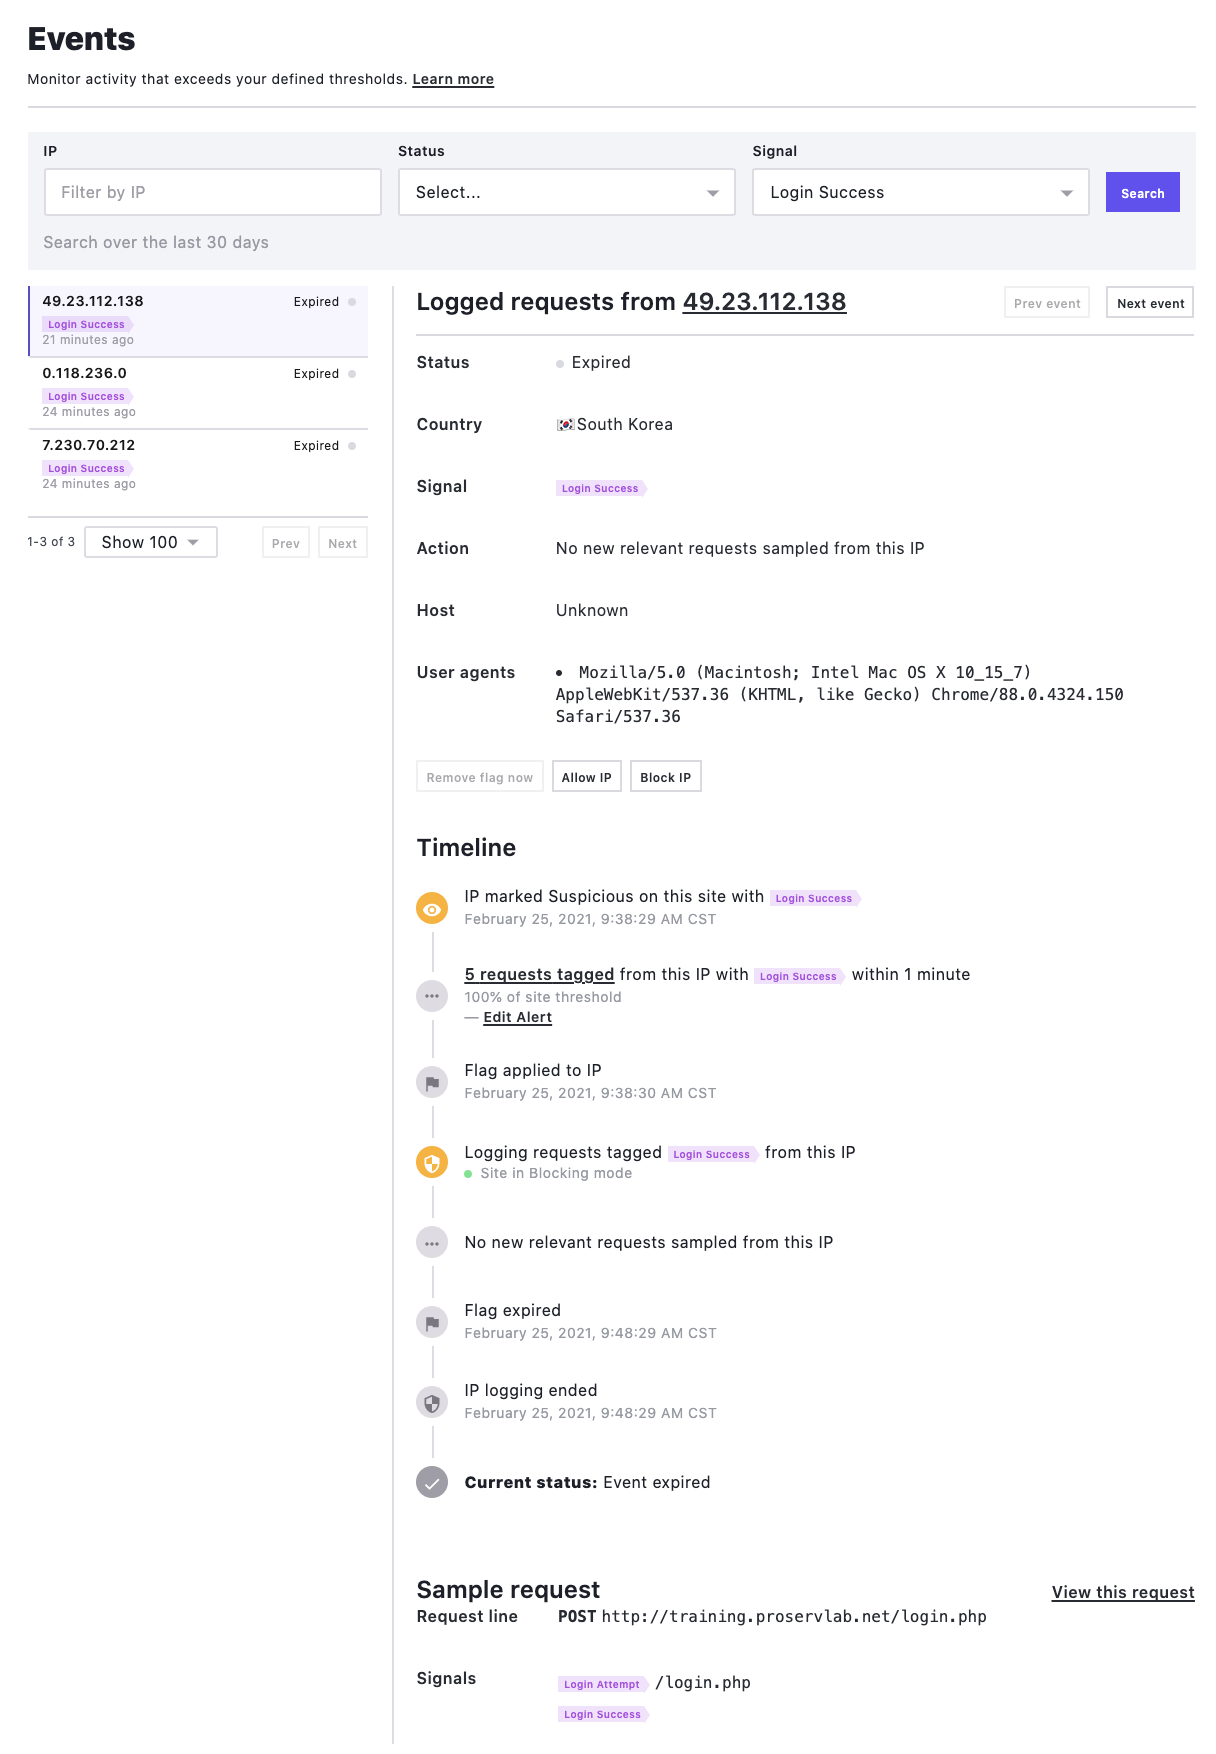 Events
Monitor activity that exceeds your defined thresholds. Learn more
IP
Status
Signal
Filter by IP
Select...
Login Success
Search
Search over the last 30 days
49.23.112.138 Expired
Login Success
21 minutes ago
0.118.236.0 Expired
Login Success
24 minutes ago
7.230.70.212 Expired
Login Success
24 minutes ago
1-3 of 3 Show 100 Prev Next
Logged requests from 49.23.112.138 Prev event Next event
Status Expired
Country 🇰🇷South Korea
Signal Login Success
Action No new relevant requests sampled from this IP
Host Unknown
User agents • Mozilla/5.0 (Macintosh; Intel Mac OS X 10_15_7)
AppleWebKit/537.36 (KHTML, like Gecko) Chrome/88.0.4324.150
Safari/537.36
Remove flag now Allow IP Block IP
Timeline
IP marked Suspicious on this site with Login Success
February 25, 2021, 9:38:29 AM CST
5 requests tagged from this IP with Login Success within 1 minute
100% of site threshold
— Edit Alert
Flag applied to IP
February 25, 2021, 9:38:30 AM CST
Logging requests tagged Login Success from this IP
Site in Blocking mode
No new relevant requests sampled from this IP
Flag expired
February 25, 2021, 9:48:29 AM CST
IP logging ended
February 25, 2021, 9:48:29 AM CST
Current status: Event expired
Sample request View this request
Request line POST http://training.proservlab.net/login.php
Signals Login Attempt /login.php
Login Success